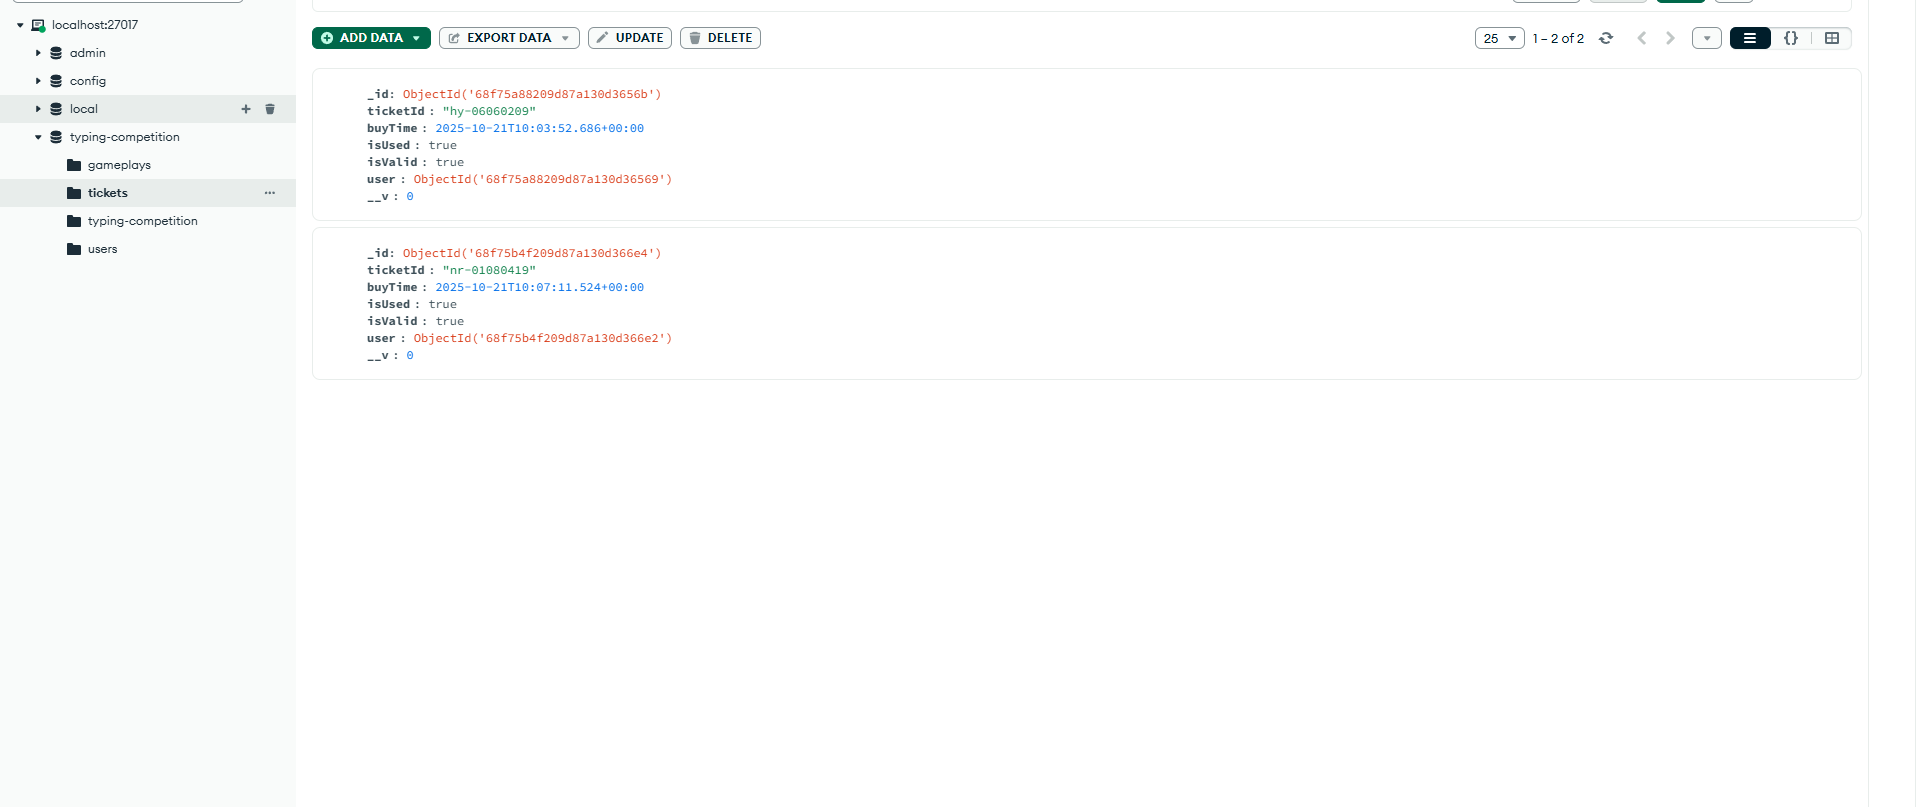 localhost:27017
admin
config
local
typing-competition
gameplays
tickets
typing-competition
users
ADD DATA
EXPORT DATA
UPDATE
DELETE
25
1 – 2 of 2
{}
_id: ObjectId('68f75a88209d87a130d3656b')
ticketId : "hy-06060209"
buyTime : 2025-10-21T10:03:52.686+00:00
isUsed : true
isValid : true
user : ObjectId('68f75a88209d87a130d36569')
__v : 0
_id: ObjectId('68f75b4f209d87a130d366e4')
ticketId : "nr-01080419"
buyTime : 2025-10-21T10:07:11.524+00:00
isUsed : true
isValid : true
user : ObjectId('68f75b4f209d87a130d366e2')
__v : 0